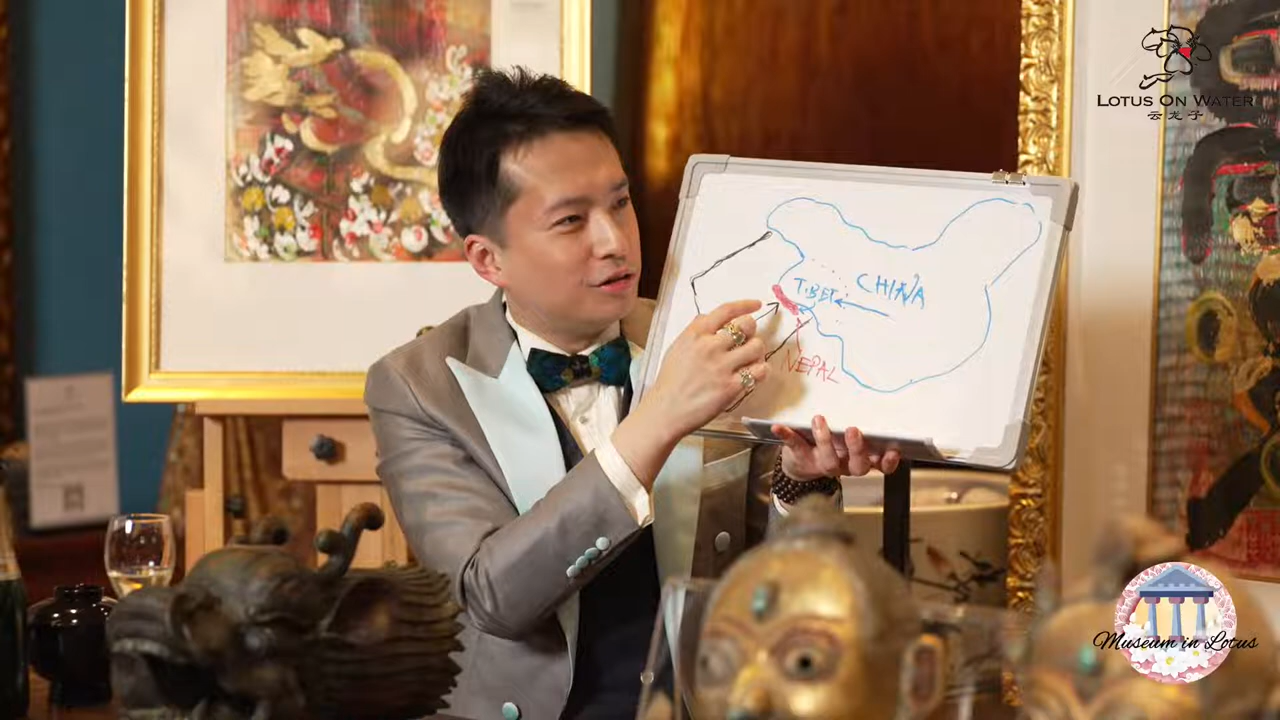 LOTUS ON WATER
云龙子
TIBET
CHINA
NEPAL
Museum in Lotus